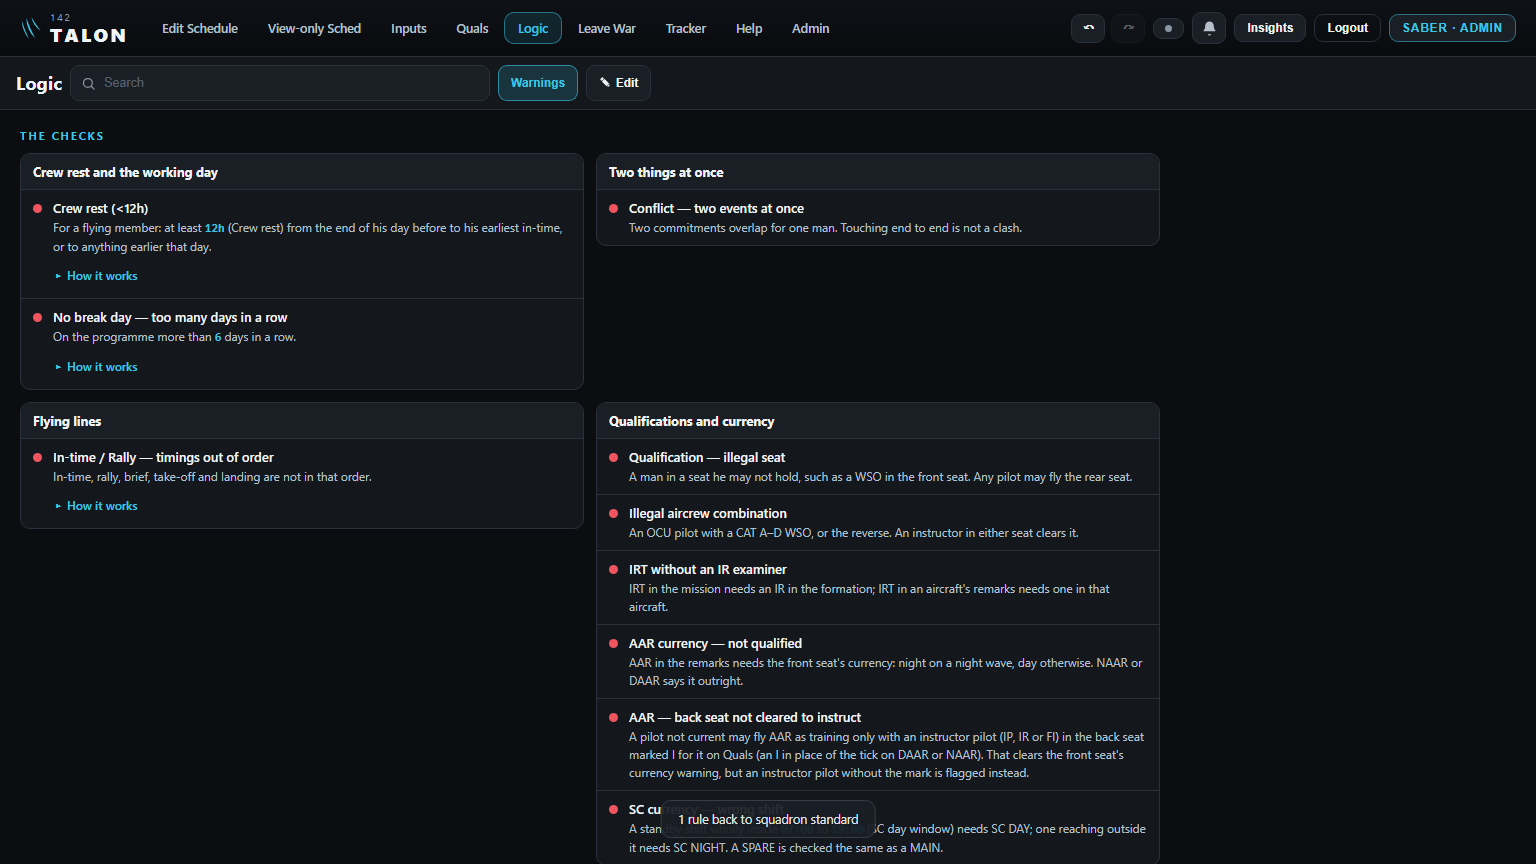 142
TALON
Edit Schedule
View-only Sched
Inputs
Quals
Logic
Leave War
Tracker
Help
Admin
Insights
Logout
SABER · ADMIN
Logic
Search
Warnings
Edit
THE CHECKS
Crew rest and the working day
Crew rest (<12h)
For a flying member: at least 12h (Crew rest) from the end of his day before to his earliest in-time,
or to anything earlier that day.
How it works
No break day — too many days in a row
On the programme more than 6 days in a row.
How it works
Two things at once
Conflict — two events at once
Two commitments overlap for one man. Touching end to end is not a clash.
Flying lines
In-time / Rally — timings out of order
In-time, rally, brief, take-off and landing are not in that order.
How it works
Qualifications and currency
Qualification — illegal seat
A man in a seat he may not hold, such as a WSO in the front seat. Any pilot may fly the rear seat.
Illegal aircrew combination
An OCU pilot with a CAT A–D WSO, or the reverse. An instructor in either seat clears it.
IRT without an IR examiner
IRT in the mission needs an IR in the formation; IRT in an aircraft's remarks needs one in that
aircraft.
AAR currency — not qualified
AAR in the remarks needs the front seat's currency: night on a night wave, day otherwise. NAAR or
DAAR says it outright.
AAR — back seat not cleared to instruct
A pilot not current may fly AAR as training only with an instructor pilot (IP, IR or FI) in the back seat
marked I for it on Quals (an I in place of the tick on DAAR or NAAR). That clears the front seat's
currency warning, but an instructor pilot without the mark is flagged instead.
SC currency — wrong shift
A standby shift wholly inside (SC day window) needs SC DAY; one reaching outside
it needs SC NIGHT. A SPARE is checked the same as a MAIN.
1 rule back to squadron standard